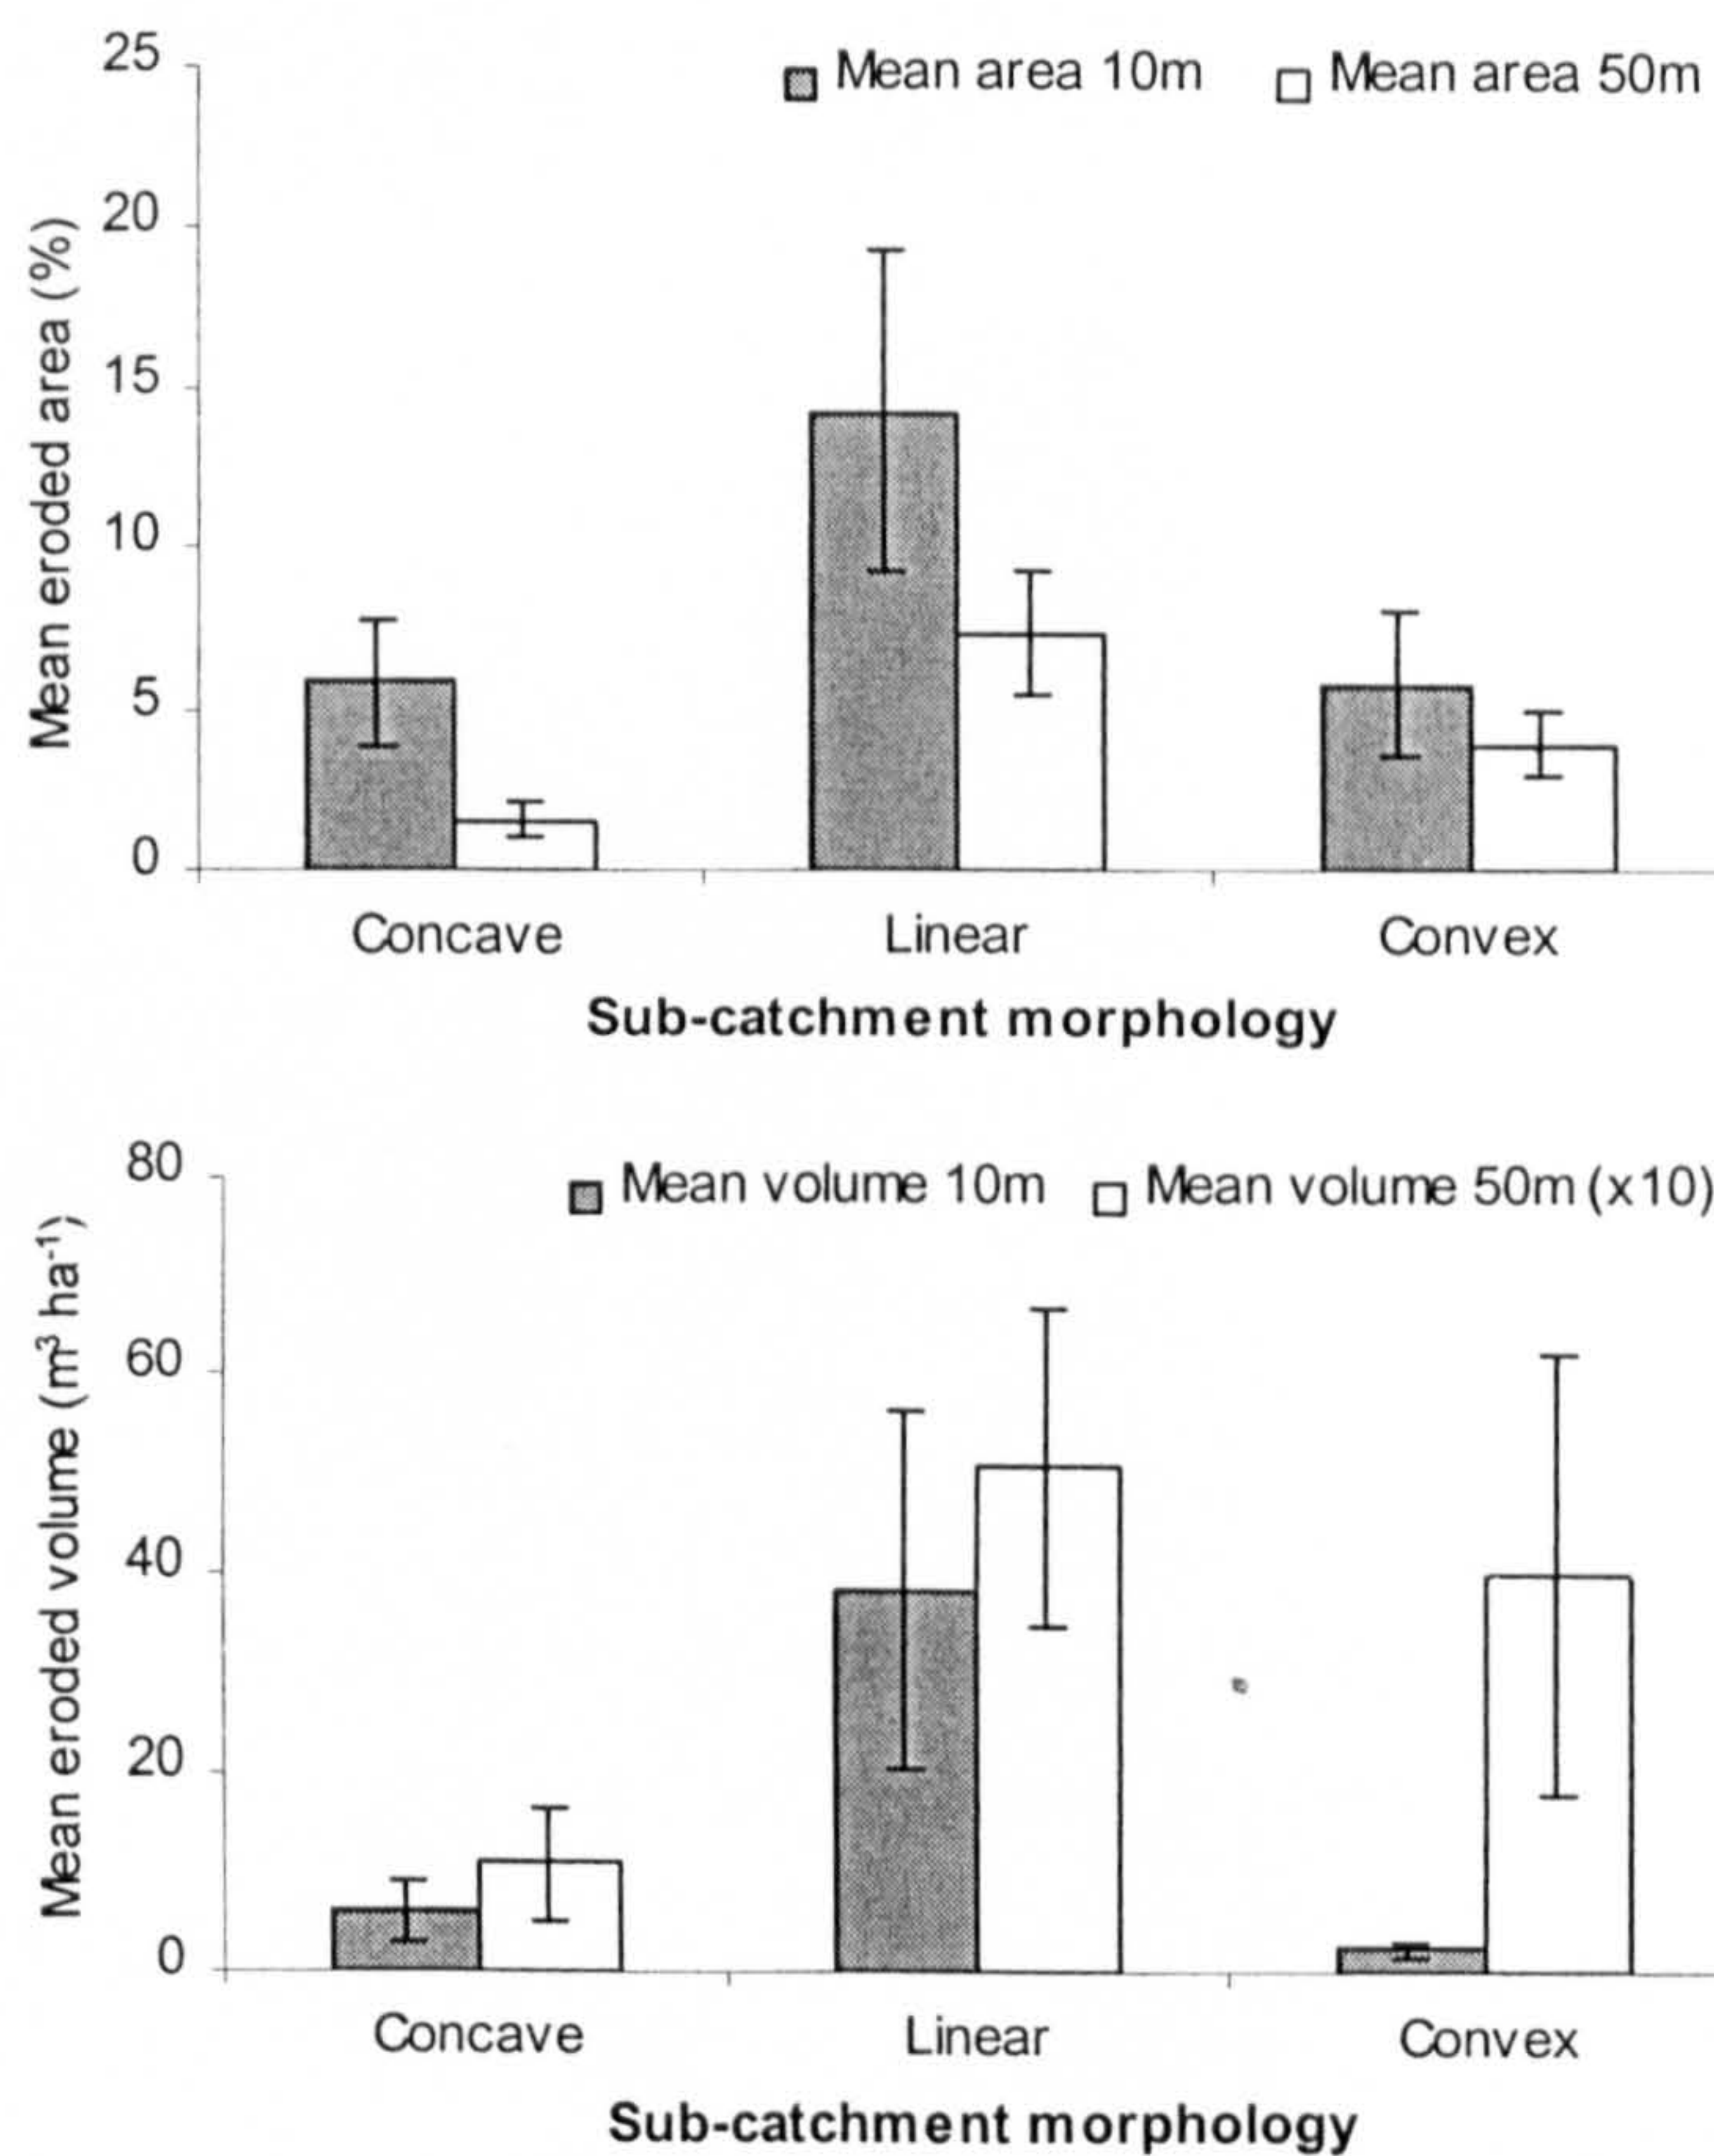 Mean area 10m Mean area 50m
Mean eroded area (%)
25
20
15
10
5
0
Concave Linear Convex
Sub-catchment morphology
Mean volume 10m Mean volume 50m (x10)
Mean eroded volume (m³ ha⁻¹)
80
60
40
20
0
Concave Linear Convex
Sub-catchment morphology